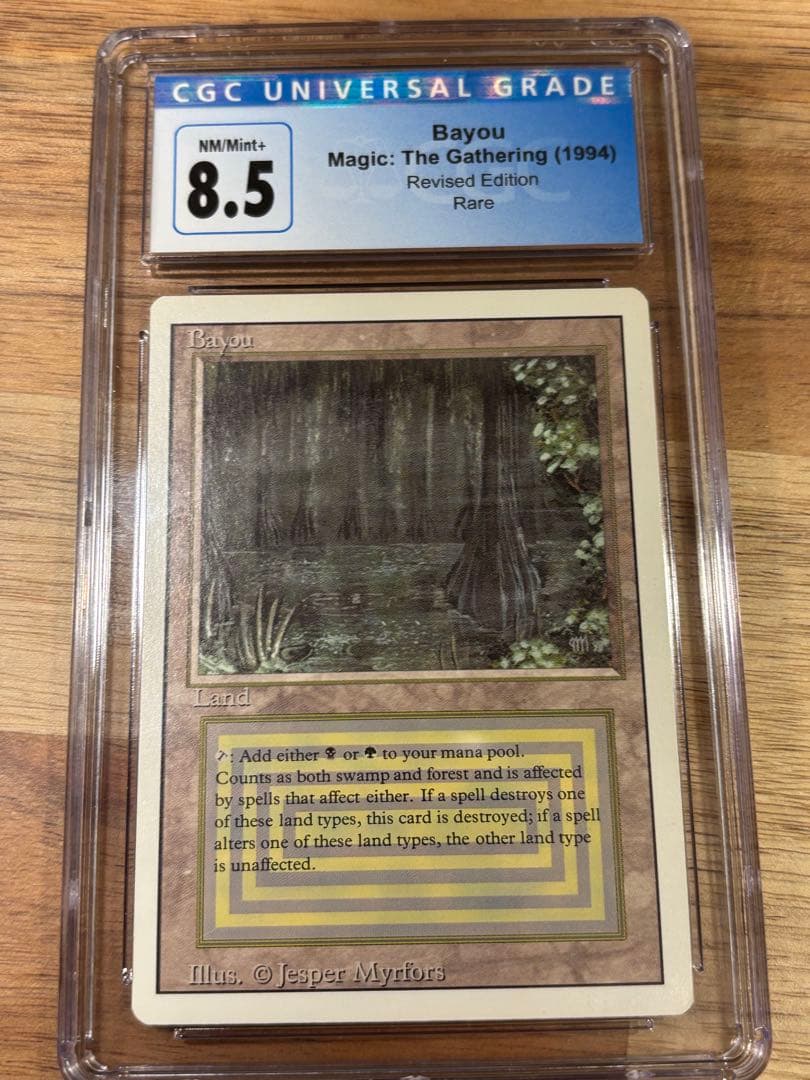 CGC UNIVERSAL GRADE
NM/Mint+
8.5
Bayou
Magic: The Gathering (1994)
Revised Edition
Rare
Bayou
Land
: Add either or to your mana pool.
Counts as both swamp and forest and is affected
by spells that affect either. If a spell destroys one
of these land types, this card is destroyed; if a spell
alters one of these land types, the other land type
is unaffected.
Illus. © Jesper Myrfors